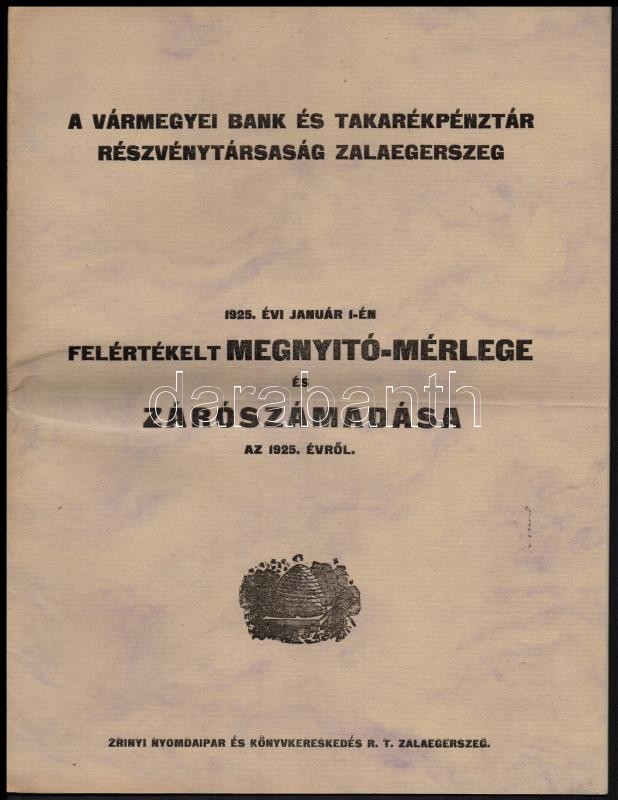 A VÁRMEGYEI BANK ÉS TAKARÉKPÉNZTÁR
RÉSZVÉNYTÁRSASÁG ZALAEGERSZEG
1925. ÉVI JANUÁR 1-ÉN
FELÉRTÉKELT MEGNYITÓ-MÉRLEGE
ÉS
darabanth
ZÁRÓSZÁMADÁSA
AZ 1925. ÉVRŐL.
ZRINYI NYOMDAIPAR ÉS KÖNYVKERESKEDÉS R. T. ZALAEGERSZEG.